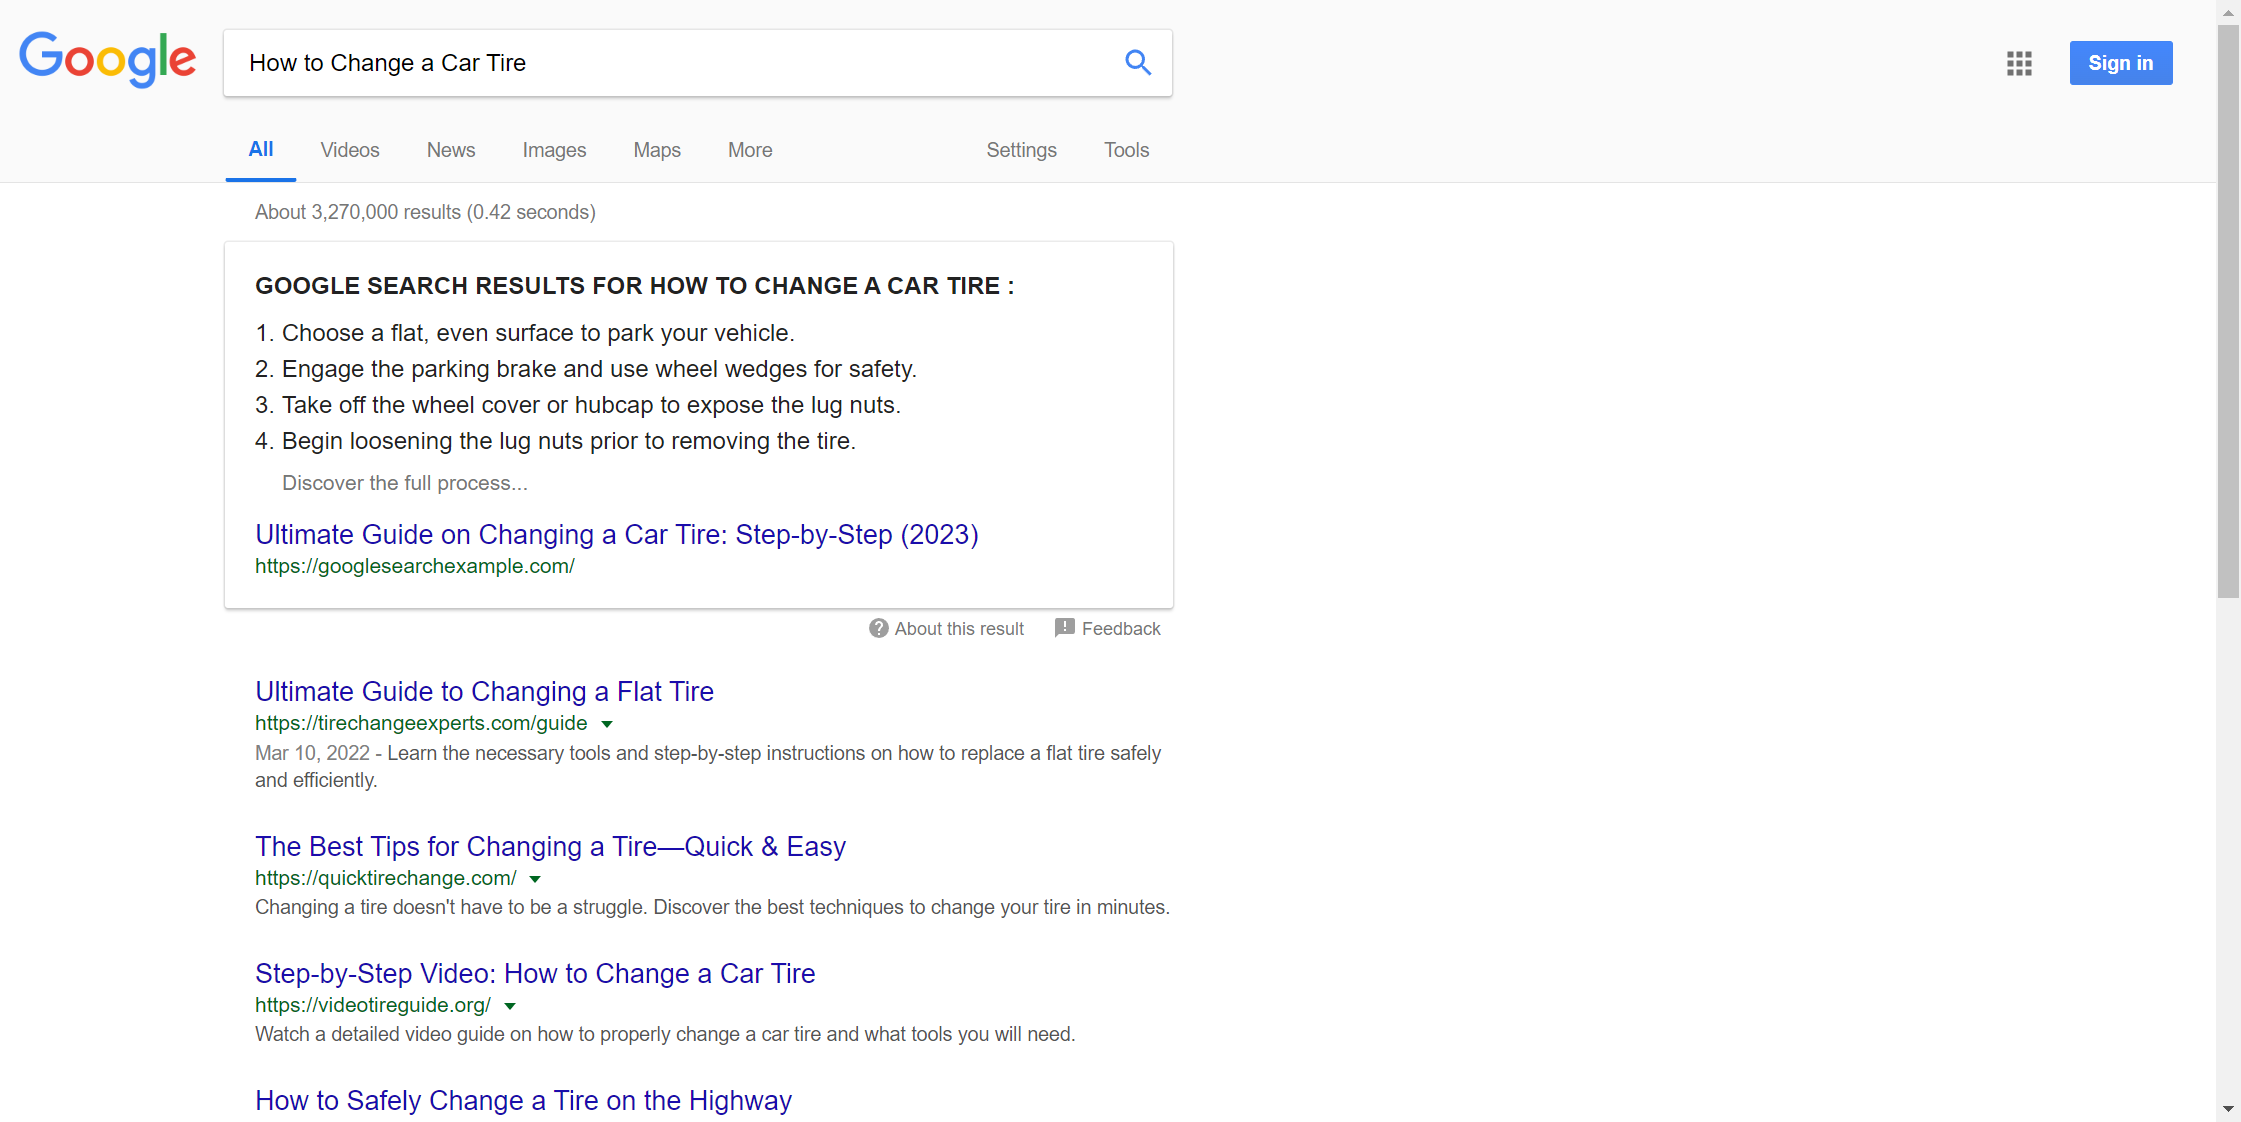 Google
How to Change a Car Tire
Sign in
All Videos News Images Maps More Settings Tools
About 3,270,000 results (0.42 seconds)
GOOGLE SEARCH RESULTS FOR HOW TO CHANGE A CAR TIRE :
1. Choose a flat, even surface to park your vehicle.
2. Engage the parking brake and use wheel wedges for safety.
3. Take off the wheel cover or hubcap to expose the lug nuts.
4. Begin loosening the lug nuts prior to removing the tire.
Discover the full process...
Ultimate Guide on Changing a Car Tire: Step-by-Step (2023)
https://googlesearchexample.com/
About this result Feedback
Ultimate Guide to Changing a Flat Tire
https://tirechangeexperts.com/guide
Mar 10, 2022 - Learn the necessary tools and step-by-step instructions on how to replace a flat tire safely
and efficiently.
The Best Tips for Changing a Tire—Quick & Easy
https://quicktirechange.com/
Changing a tire doesn't have to be a struggle. Discover the best techniques to change your tire in minutes.
Step-by-Step Video: How to Change a Car Tire
https://videotireguide.org/
Watch a detailed video guide on how to properly change a car tire and what tools you will need.
How to Safely Change a Tire on the Highway